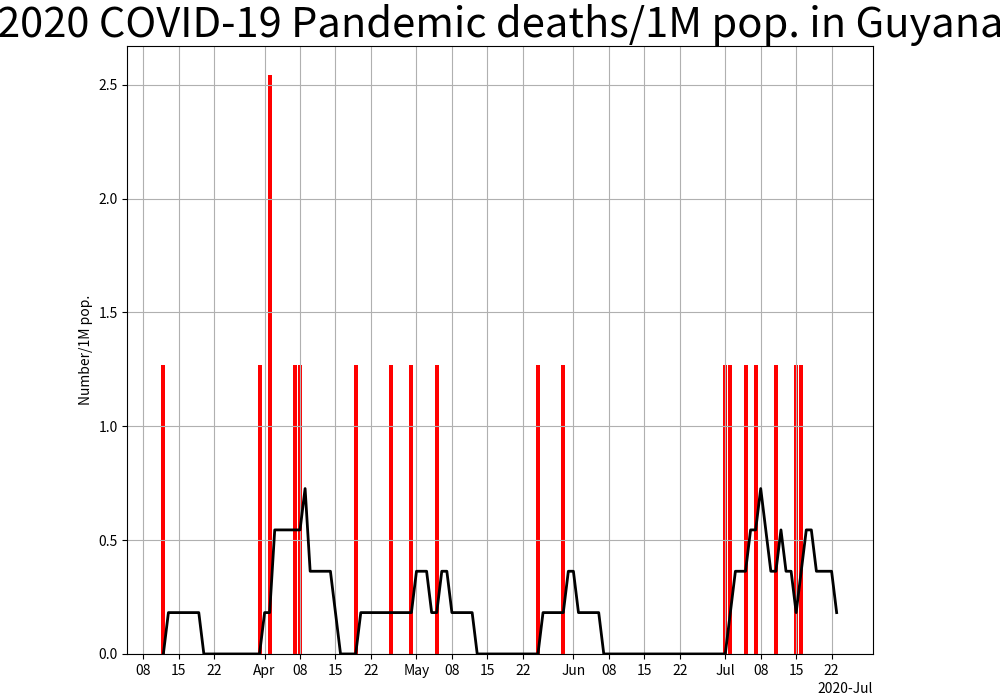 2020 COVID-19 Pandemic deaths/1M pop. in Guyana
Number/1M pop.
2.5
2.0
1.5
1.0
0.5
0.0
08 15 22 Apr 08 15 22 May 08 15 22 Jun 08 15 22 Jul 08 15 22
2020-Jul